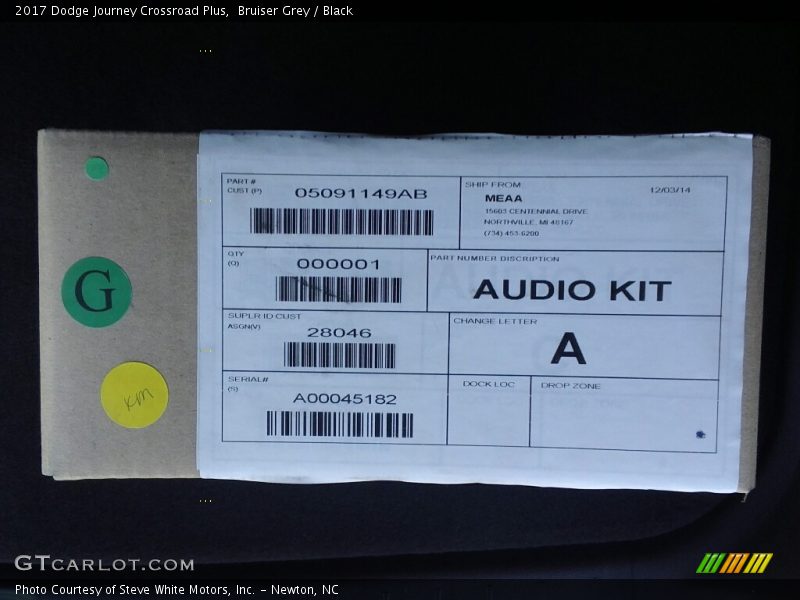 2017 Dodge Journey Crossroad Plus,  Bruiser Grey / Black
G
KM
PART #
CUST (P)
05091149AB
SHIP FROM
12/03/14
MEAA
15603 CENTENNIAL DRIVE
NORTHVILLE, MI 48167
(734) 453-6200
QTY
(Q)
000001
PART NUMBER DISCRIPTION
AUDIO KIT
SUPLR ID CUST
ASGN(V)
28046
CHANGE LETTER
A
SERIAL#
(S)
A00045182
DOCK LOC
DROP ZONE
GTCARLOT.COM
Photo Courtesy of Steve White Motors, Inc. – Newton, NC